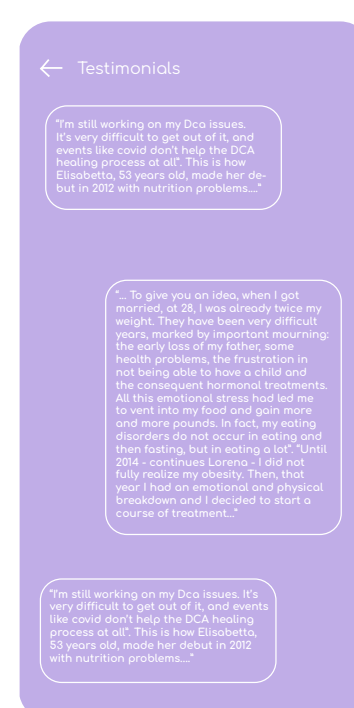 Testimonials
“I’m still working on my Dca issues.
It’s very difficult to get out of it, and
events like covid don’t help the DCA
healing process at all”. This is how
Elisabetta, 53 years old, made her de-
but in 2012 with nutrition problems....“
“... To give you an idea, when I got
married, at 28, I was already twice my
weight. They have been very difficult
years, marked by important mourning:
the early loss of my father, some
health problems, the frustration in
not being able to have a child and
the consequent hormonal treatments.
All this emotional stress had led me
to vent into my food and gain more
and more pounds. In fact, my eating
disorders do not occur in eating and
then fasting, but in eating a lot”. “Until
2014 - continues Lorena - I did not
fully realize my obesity. Then, that
year I had an emotional and physical
breakdown and I decided to start a
course of treatment...“
“I’m still working on my Dca issues. It’s
very difficult to get out of it, and events
like covid don’t help the DCA healing
process at all”. This is how Elisabetta,
53 years old, made her debut in 2012
with nutrition problems....“